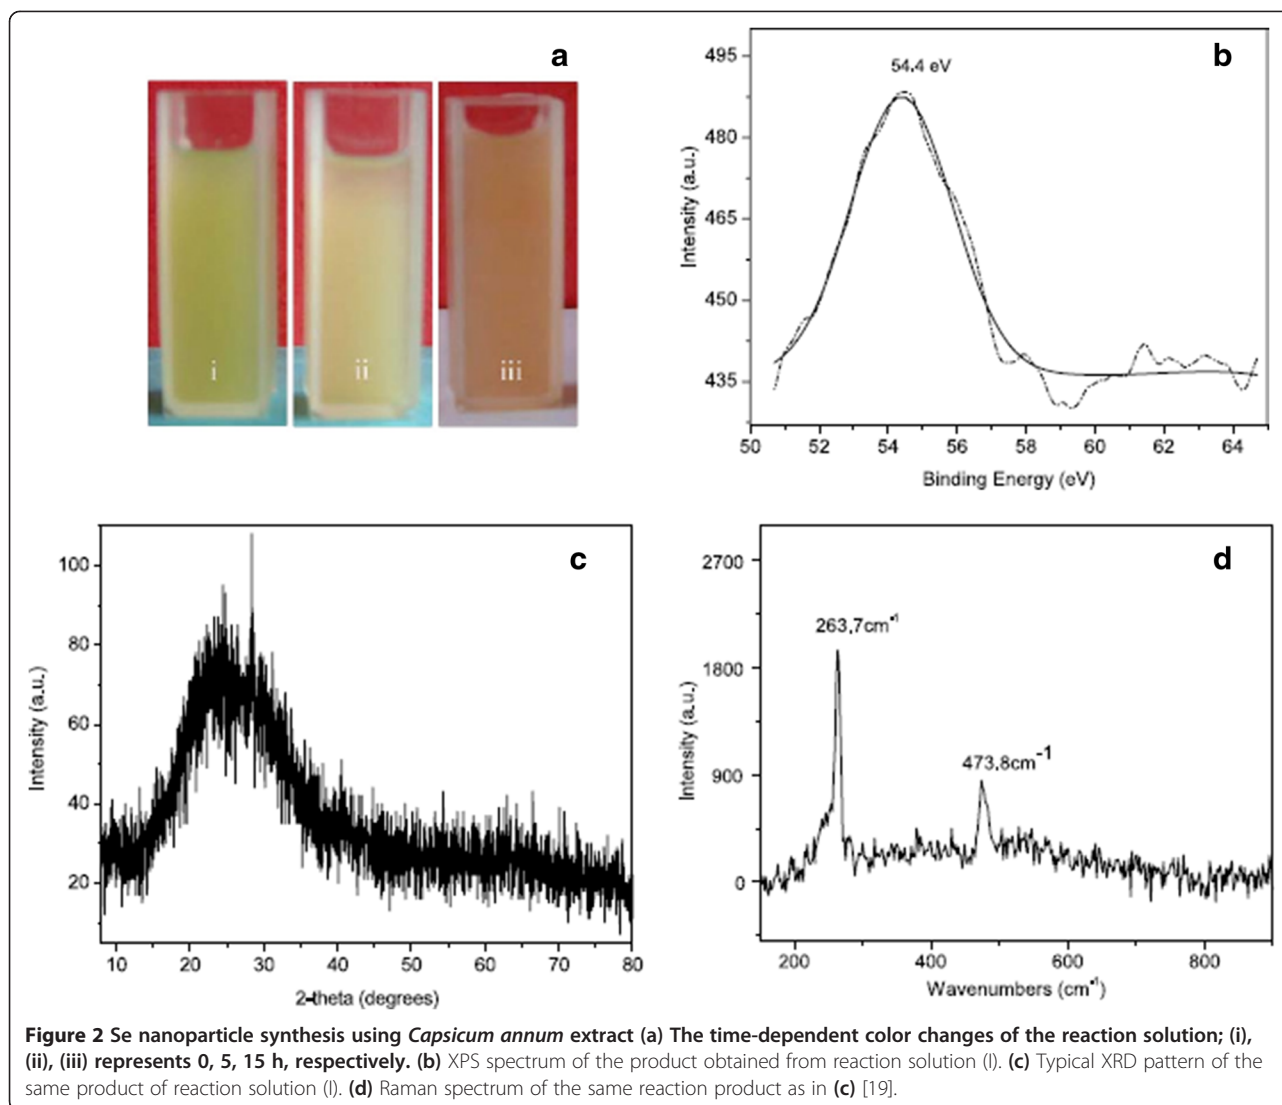 a
i
ii
iii
b
54.4 eV
495
480
465
450
435
Intensity (a.u.)
50 52 54 56 58 60 62 64
Binding Energy (eV)
c
100
80
60
40
20
Intensity (a.u.)
10 20 30 40 50 60 70 80
2-theta (degrees)
d
263,7cm-1
473,8cm-1
2700
1800
900
0
Intensity (a.u.)
200 400 600 800
Wavenumbers (cm-1)
Figure 2 Se nanoparticle synthesis using Capsicum annum extract (a) The time-dependent color changes of the reaction solution; (i),
(ii), (iii) represents 0, 5, 15 h, respectively. (b) XPS spectrum of the product obtained from reaction solution (I). (c) Typical XRD pattern of the
same product of reaction solution (I). (d) Raman spectrum of the same reaction product as in (c) [19].